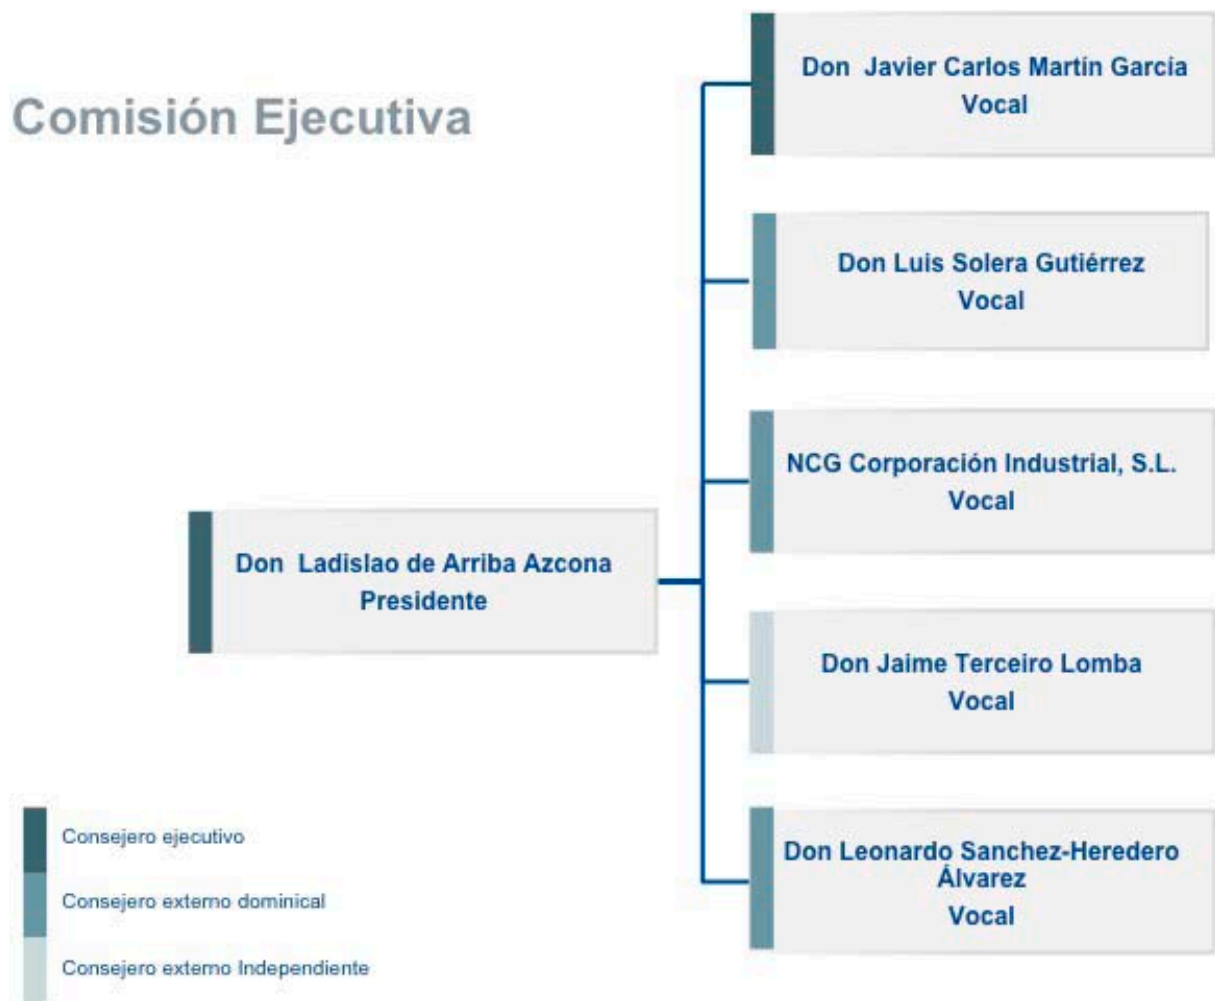 Comisión Ejecutiva
Don Javier Carlos Martín García
Vocal
Don Luis Solera Gutiérrez
Vocal
NCG Corporación Industrial, S.L.
Vocal
Don Ladislao de Arriba Azcona
Presidente
Don Jaime Terceiro Lomba
Vocal
Don Leonardo Sanchez-Heredero
Álvarez
Vocal
Consejero ejecutivo
Consejero externo dominical
Consejero externo Independiente